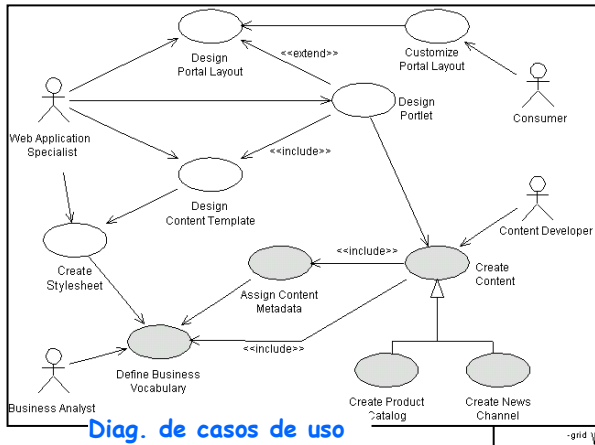 Design
Portal Layout
<<extend>>
Customize
Portal Layout
Web Application
Specialist
Design
Portlet
Consumer
<<include>>
Design
Content Template
Content Developer
Create
Stylesheet
<<include>>
Assign Content
Metadata
Create
Content
<<include>>
Define Business
Vocabulary
Business Analyst
Create Product
Catalog
Create News
Channel
Diag. de casos de uso
-grid